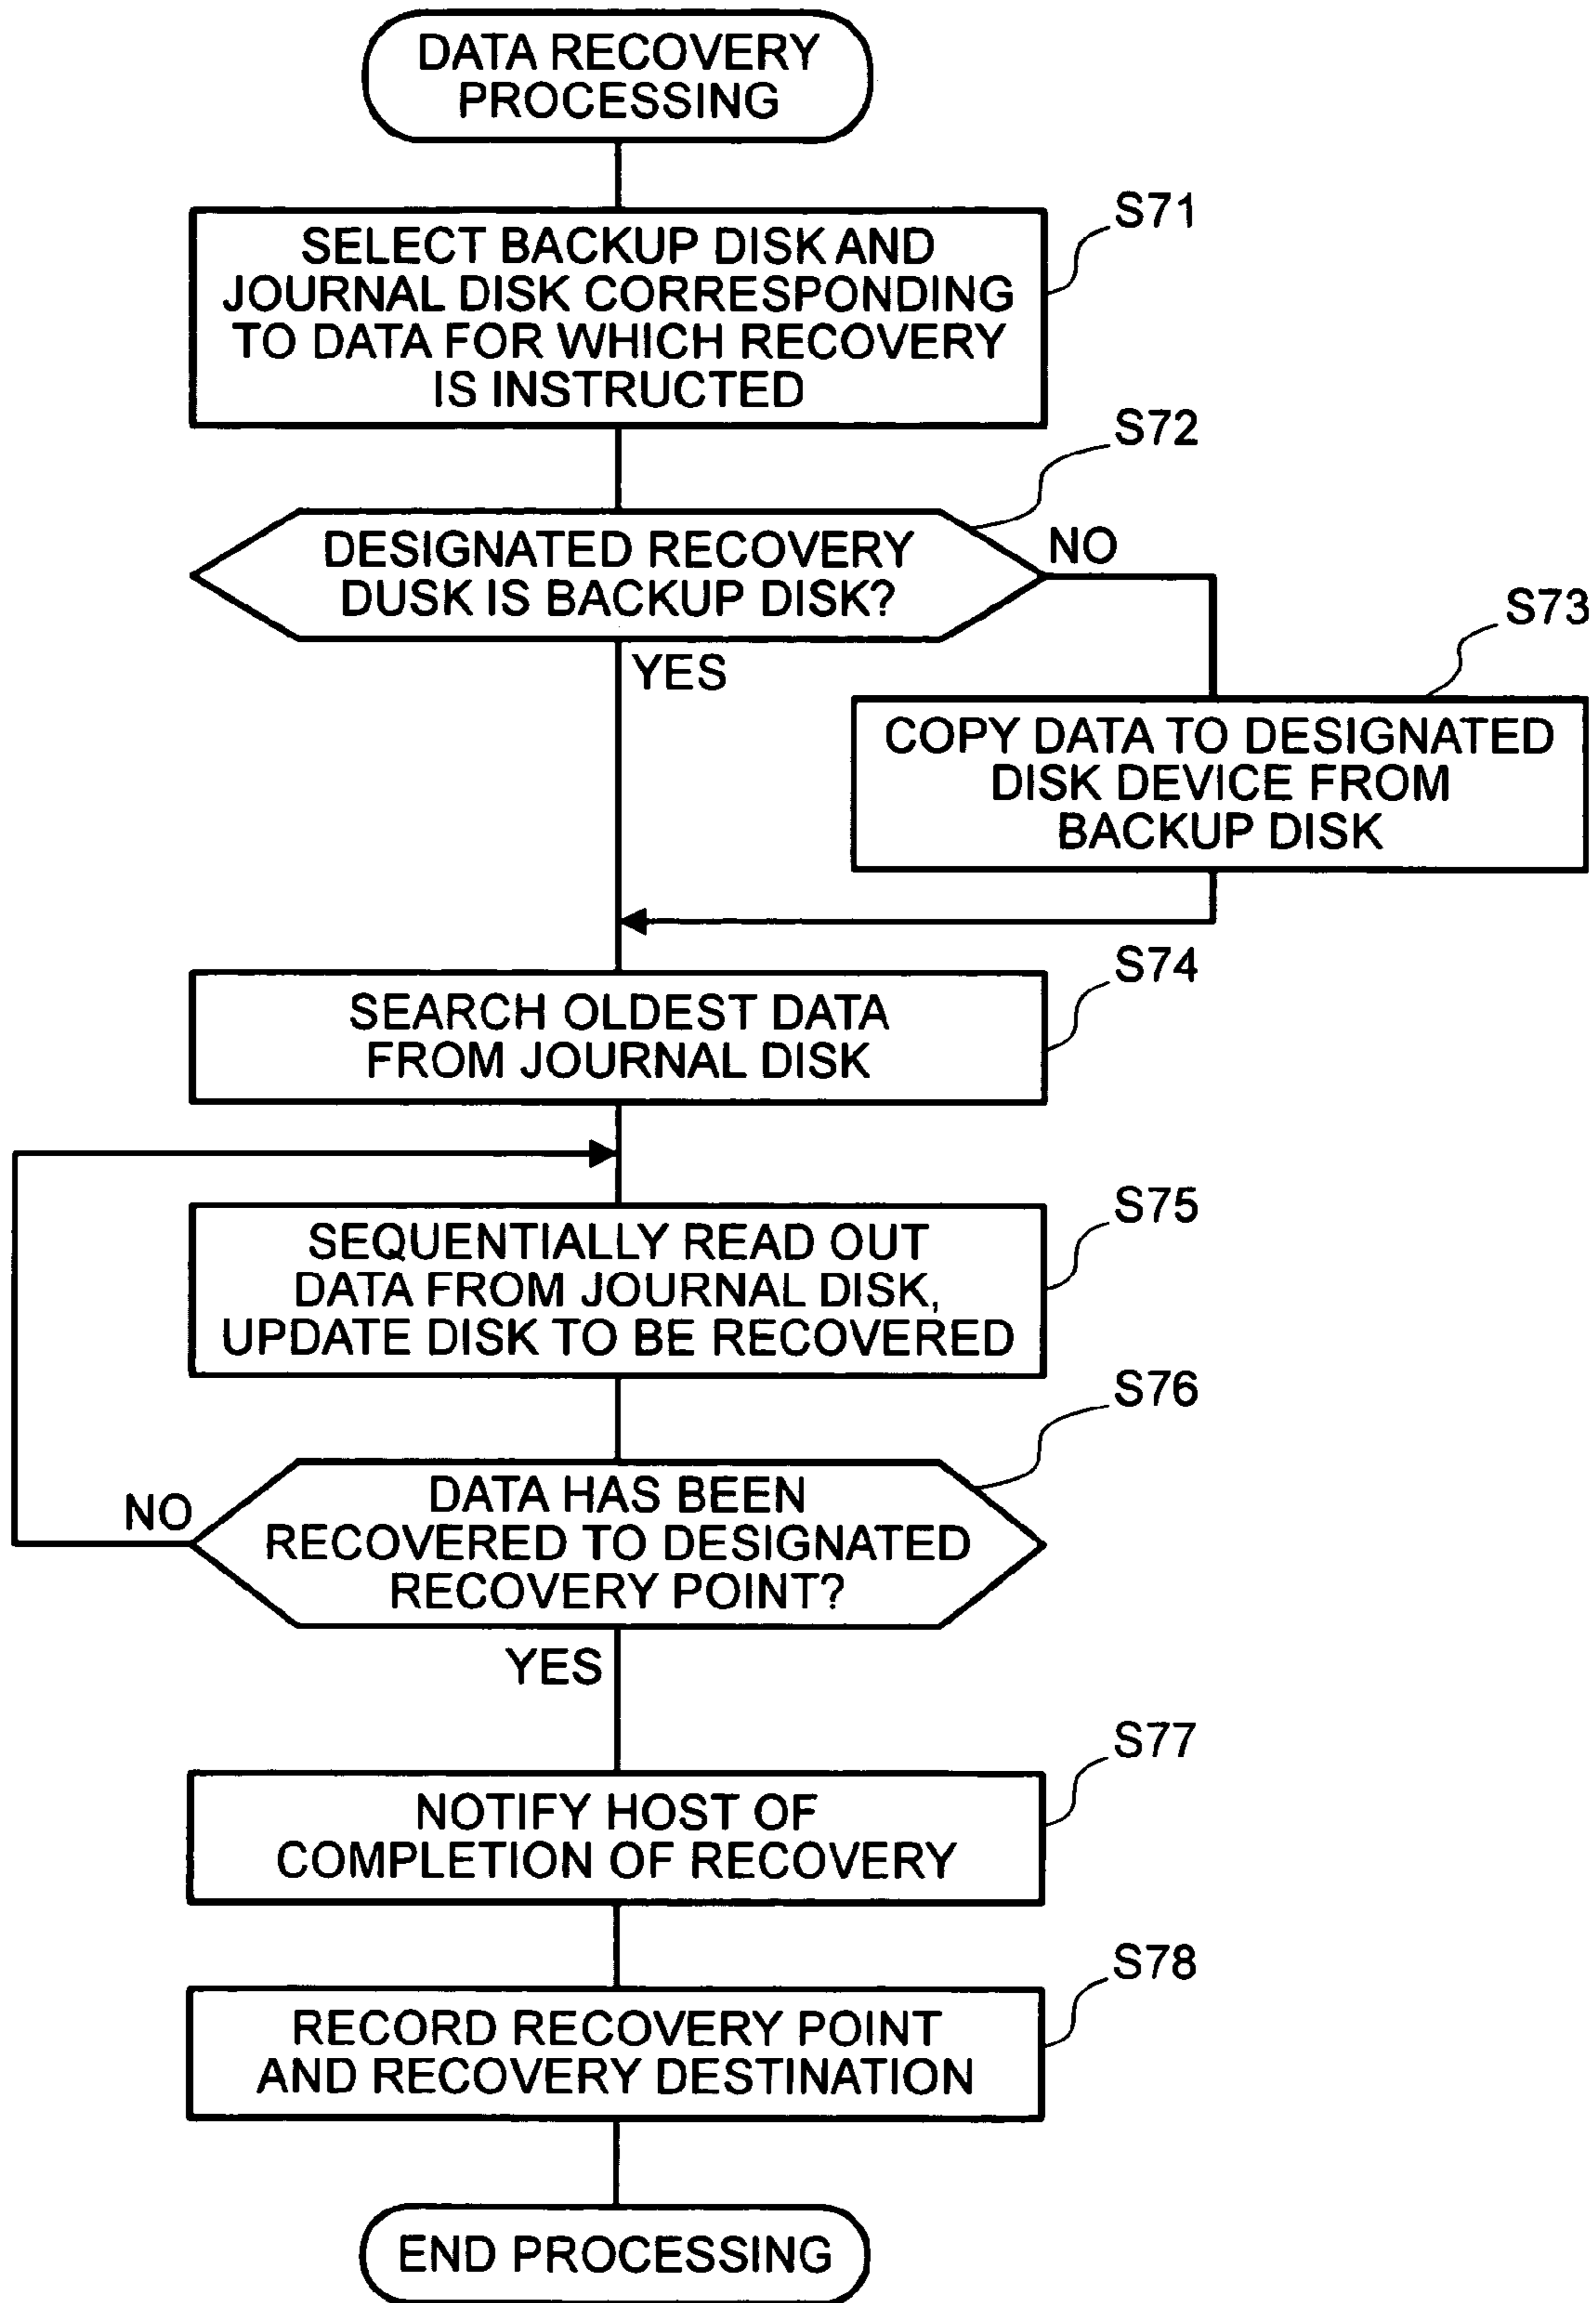 DATA RECOVERY
PROCESSING
S71
SELECT BACKUP DISK AND
JOURNAL DISK CORRESPONDING
TO DATA FOR WHICH RECOVERY
IS INSTRUCTED
S72
DESIGNATED RECOVERY
DUSK IS BACKUP DISK?
NO
YES
S73
COPY DATA TO DESIGNATED
DISK DEVICE FROM
BACKUP DISK
S74
SEARCH OLDEST DATA
FROM JOURNAL DISK
S75
SEQUENTIALLY READ OUT
DATA FROM JOURNAL DISK,
UPDATE DISK TO BE RECOVERED
S76
DATA HAS BEEN
RECOVERED TO DESIGNATED
RECOVERY POINT?
NO
YES
S77
NOTIFY HOST OF
COMPLETION OF RECOVERY
S78
RECORD RECOVERY POINT
AND RECOVERY DESTINATION
END PROCESSING